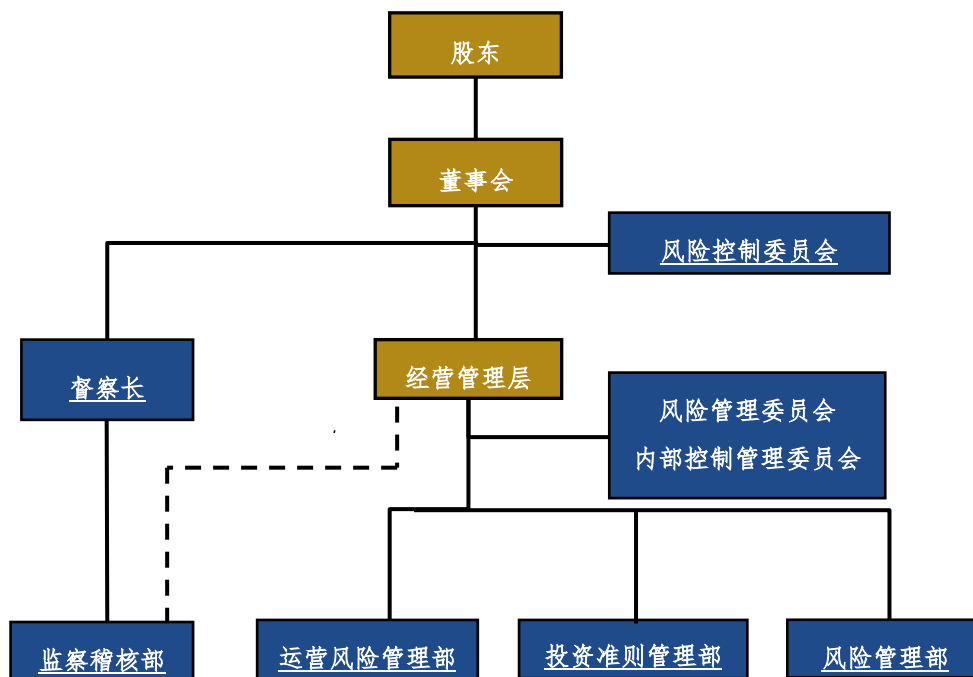 股东
董事会
风险控制委员会
督察长
经营管理层
风险管理委员会
内部控制管理委员会
监察稽核部
运营风险管理部
投资准则管理部
风险管理部